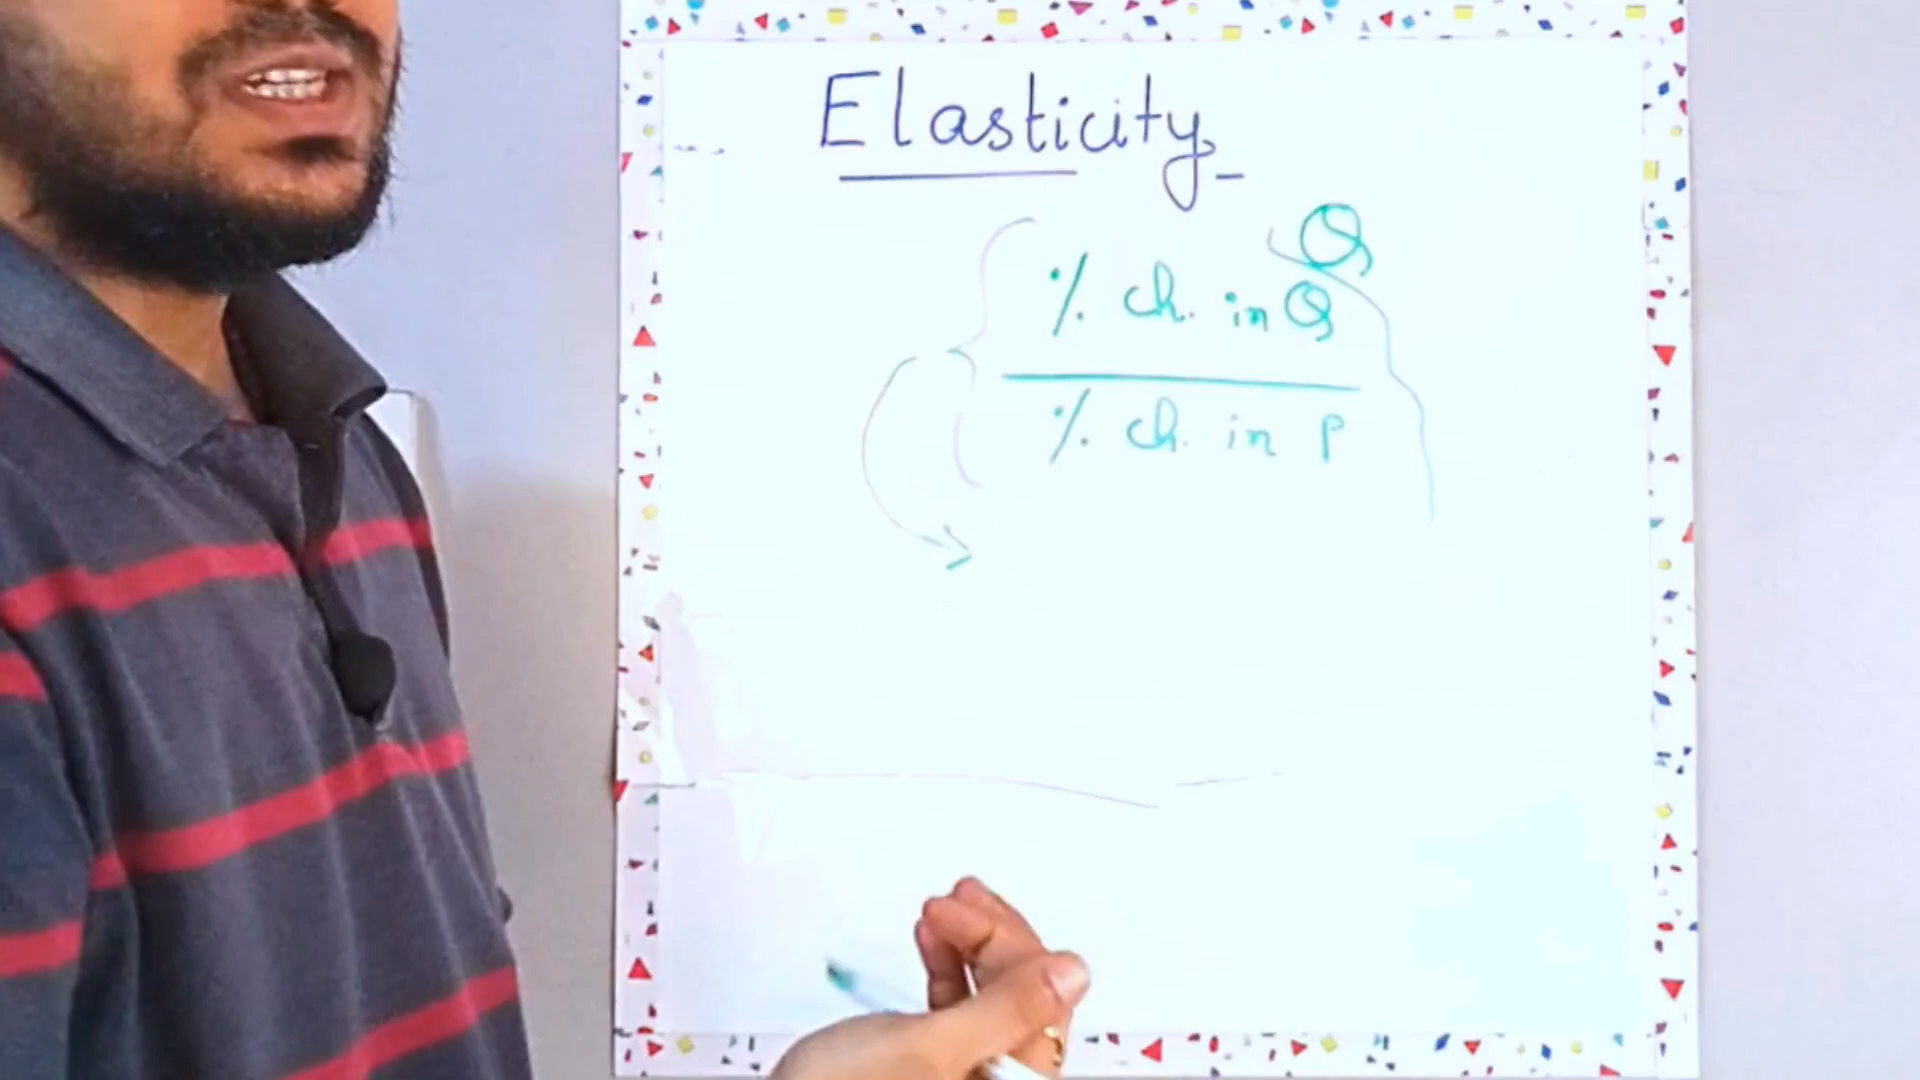 Elasticity
Q
% ch. in Q
% ch. in P